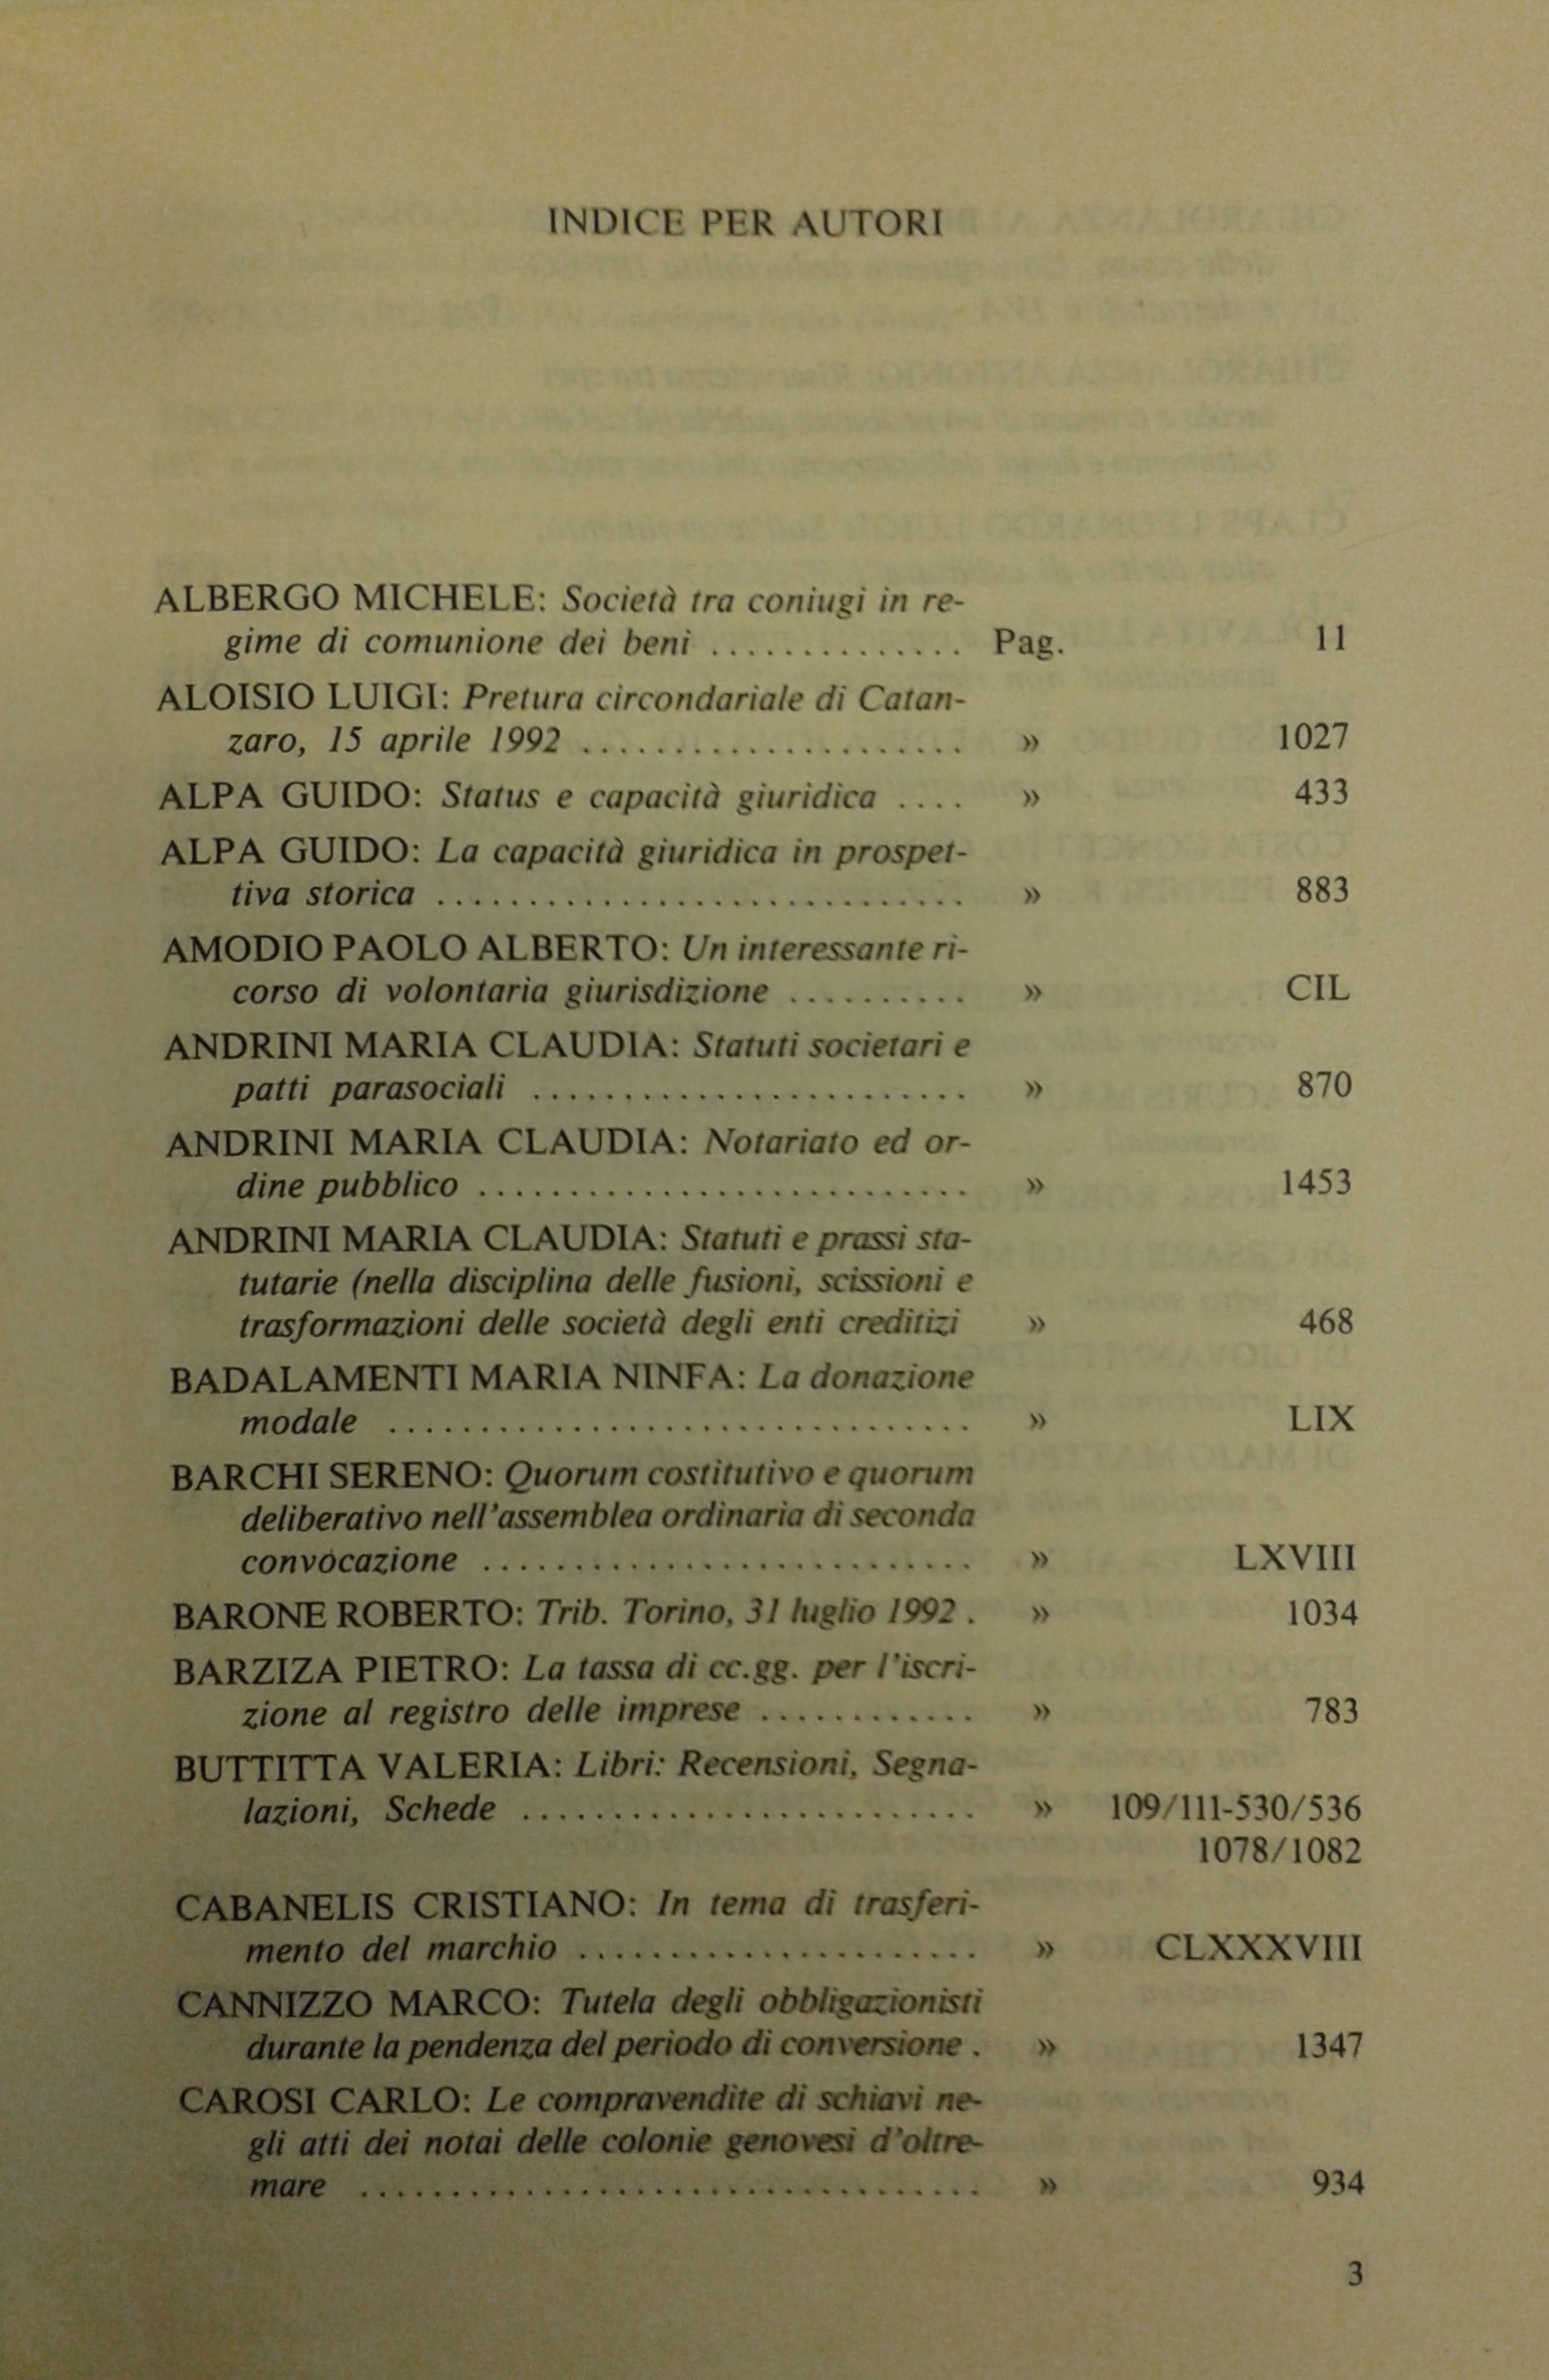 INDICE PER AUTORI
ALBERGO MICHELE: Società tra coniugi in re-
gime di comunione dei beni .............. Pag. 11
ALOISIO LUIGI: Pretura circondariale di Catan-
zaro, 15 aprile 1992 ..................... » 1027
ALPA GUIDO: Status e capacità giuridica .... » 433
ALPA GUIDO: La capacità giuridica in prospet-
tiva storica ............................. » 883
AMODIO PAOLO ALBERTO: Un interessante ri-
corso di volontaria giurisdizione .......... » CIL
ANDRINI MARIA CLAUDIA: Statuti societari e
patti parasociali ........................ » 870
ANDRINI MARIA CLAUDIA: Notariato ed or-
dine pubblico ........................... » 1453
ANDRINI MARIA CLAUDIA: Statuti e prassi sta-
tutarie (nella disciplina delle fusioni, scissioni e
trasformazioni delle società degli enti creditizi » 468
BADALAMENTI MARIA NINFA: La donazione
modale ................................ » LIX
BARCHI SERENO: Quorum costitutivo e quorum
deliberativo nell'assemblea ordinaria di seconda
convocazione ........................... » LXVIII
BARONE ROBERTO: Trib. Torino, 31 luglio 1992 . » 1034
BARZIZA PIETRO: La tassa di cc.gg. per l'iscri-
zione al registro delle imprese ............ » 783
BUTTITTA VALERIA: Libri: Recensioni, Segna-
lazioni, Schede ......................... » 109/111-530/536
1078/1082
CABANELIS CRISTIANO: In tema di trasferi-
mento del marchio ...................... » CLXXXVIII
CANNIZZO MARCO: Tutela degli obbligazionisti
durante la pendenza del periodo di conversione . » 1347
CAROSI CARLO: Le compravendite di schiavi ne-
gli atti dei notai delle colonie genovesi d'oltre-
mare .................................. » 934
3